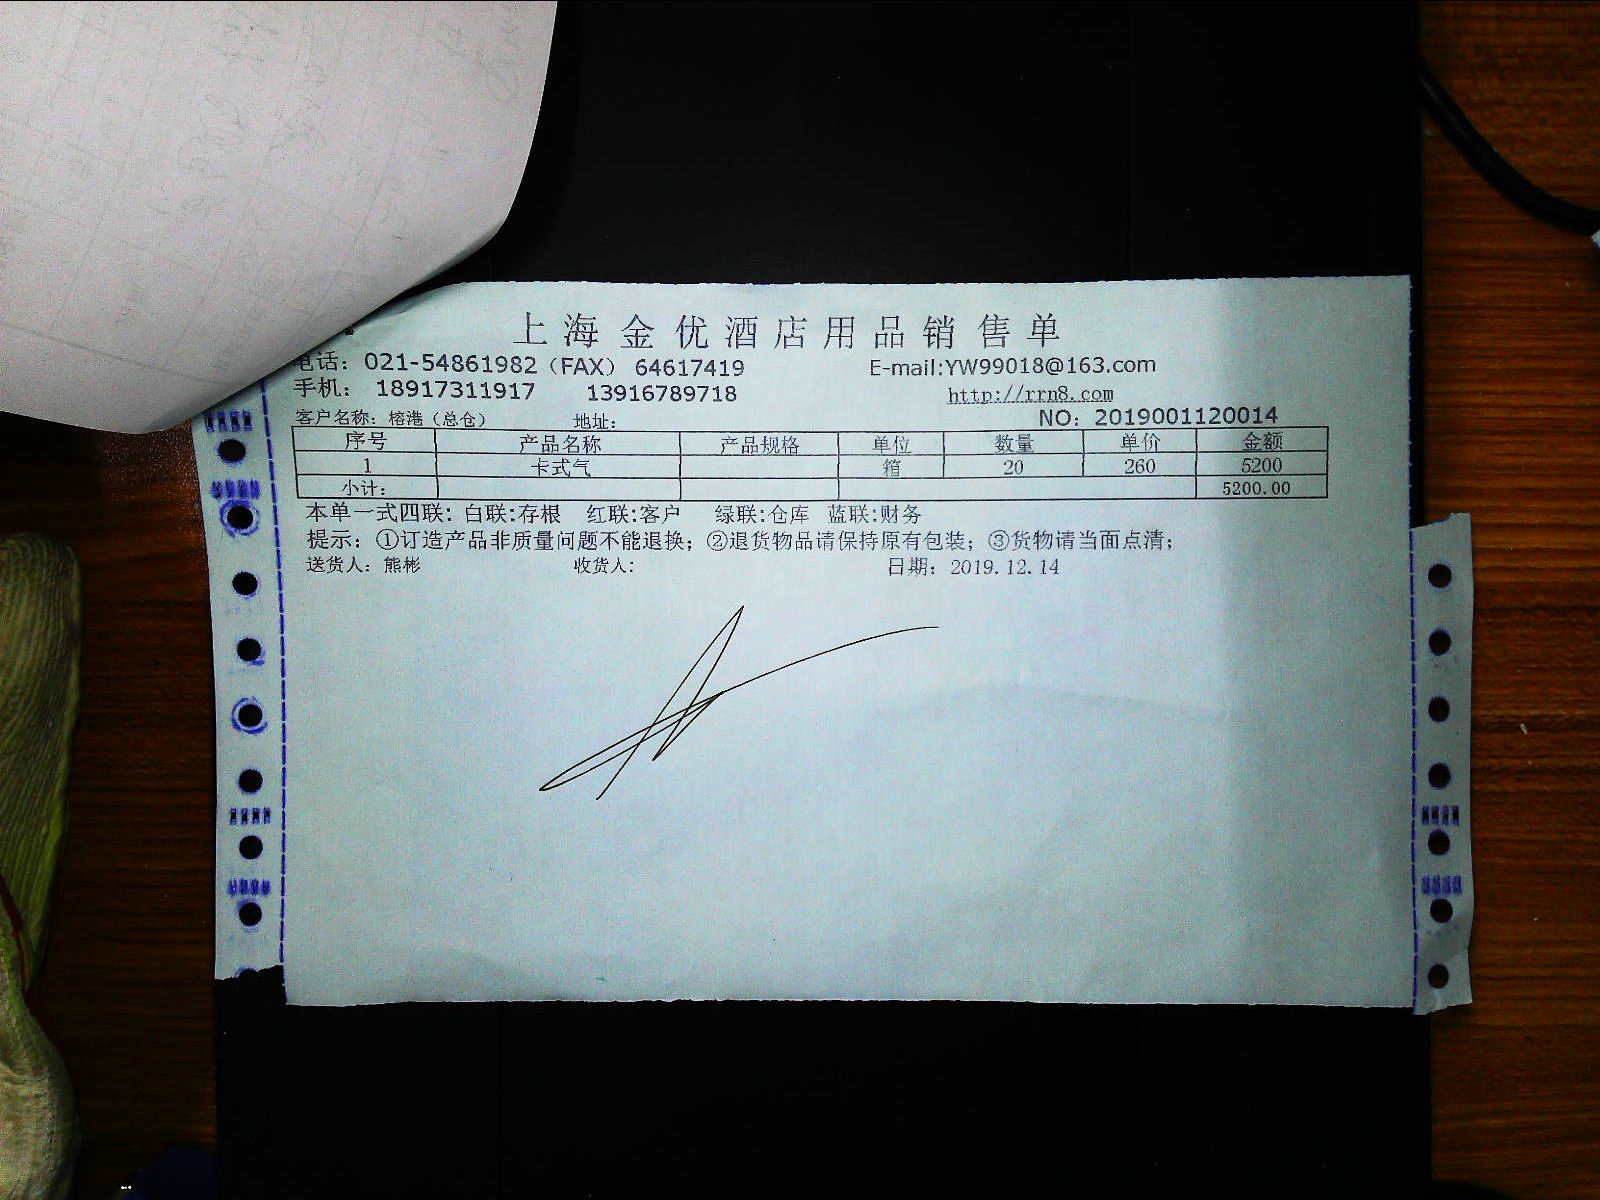 上海金优酒店用品销售单
电话：021-54861982（FAX） 64617419 E-mail:YW99018@163.com
手机： 18917311917 13916789718 http://rrn8.com
客户名称：榕港（总仓） 地址： NO：2019001120014
序号 产品名称 产品规格 单位 数量 单价 金额
1 卡式气 箱 20 260 5200
小计： 5200.00
本单一式四联：白联:存根 红联:客户 绿联:仓库 蓝联:财务
提示：①订造产品非质量问题不能退换；②退货物品请保持原有包装；③货物请当面点清；
送货人：熊彬 收货人： 日期：2019.12.14